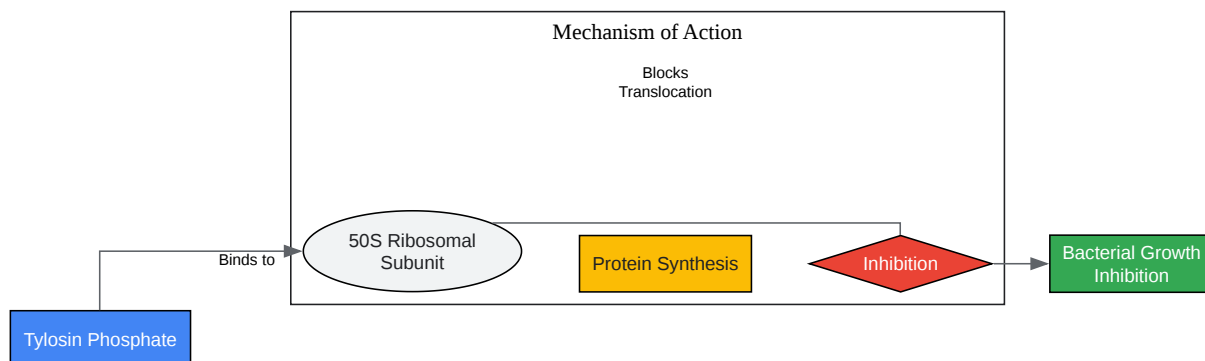 Mechanism of Action
Blocks
Translocation
50S Ribosomal
Subunit
Binds to
Protein Synthesis
Inhibition
Bacterial Growth
Inhibition
Tylosin Phosphate